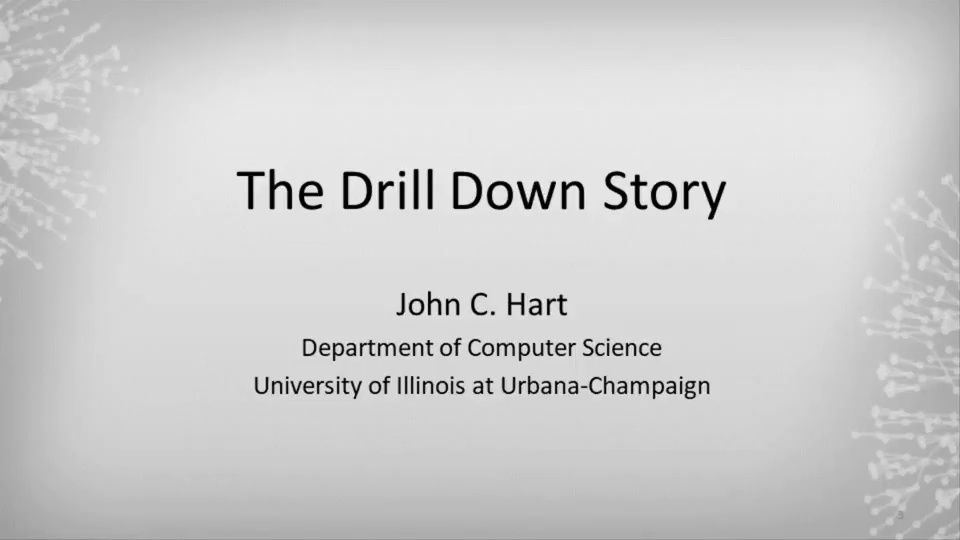 The Drill Down Story
John C. Hart
Department of Computer Science
University of Illinois at Urbana-Champaign
3